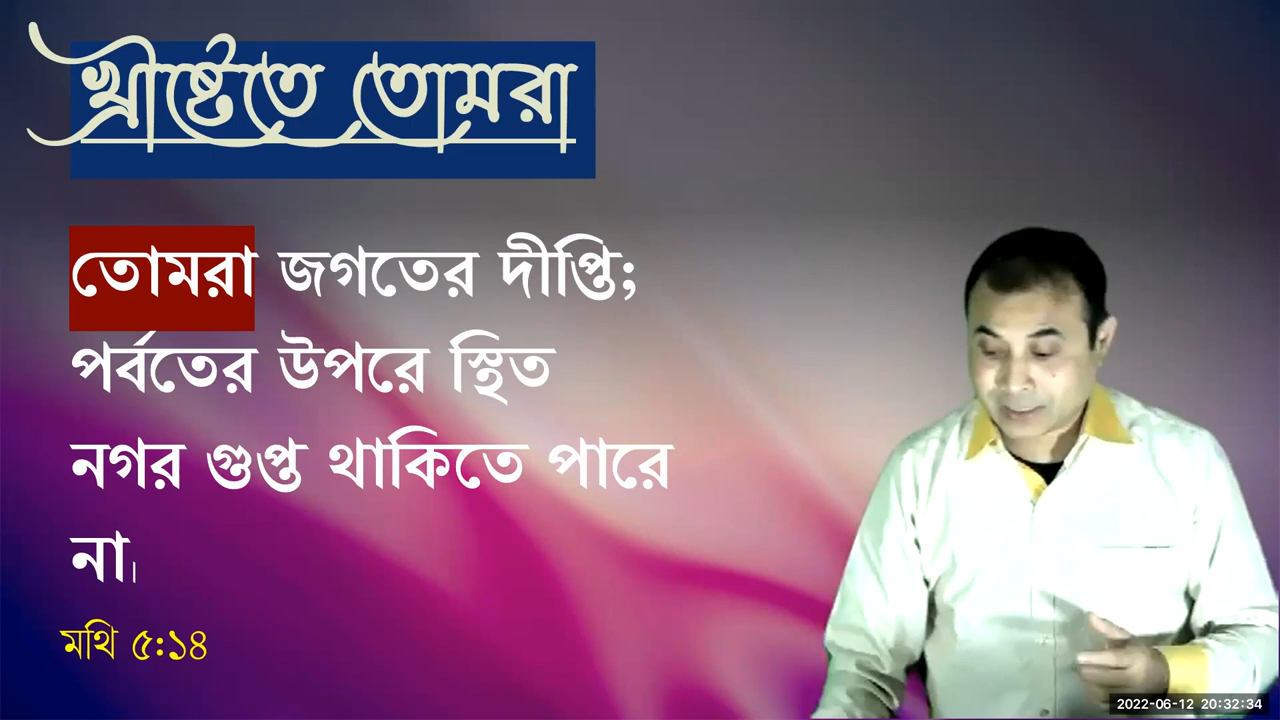 খ্রীষ্টেতে তোমরা
তোমরা জগতের দীপ্তি;
পর্বতের উপরে স্থিত
নগর গুপ্ত থাকিতে পারে
না।
মথি ৫:১৪
2022-06-12 20:32:34